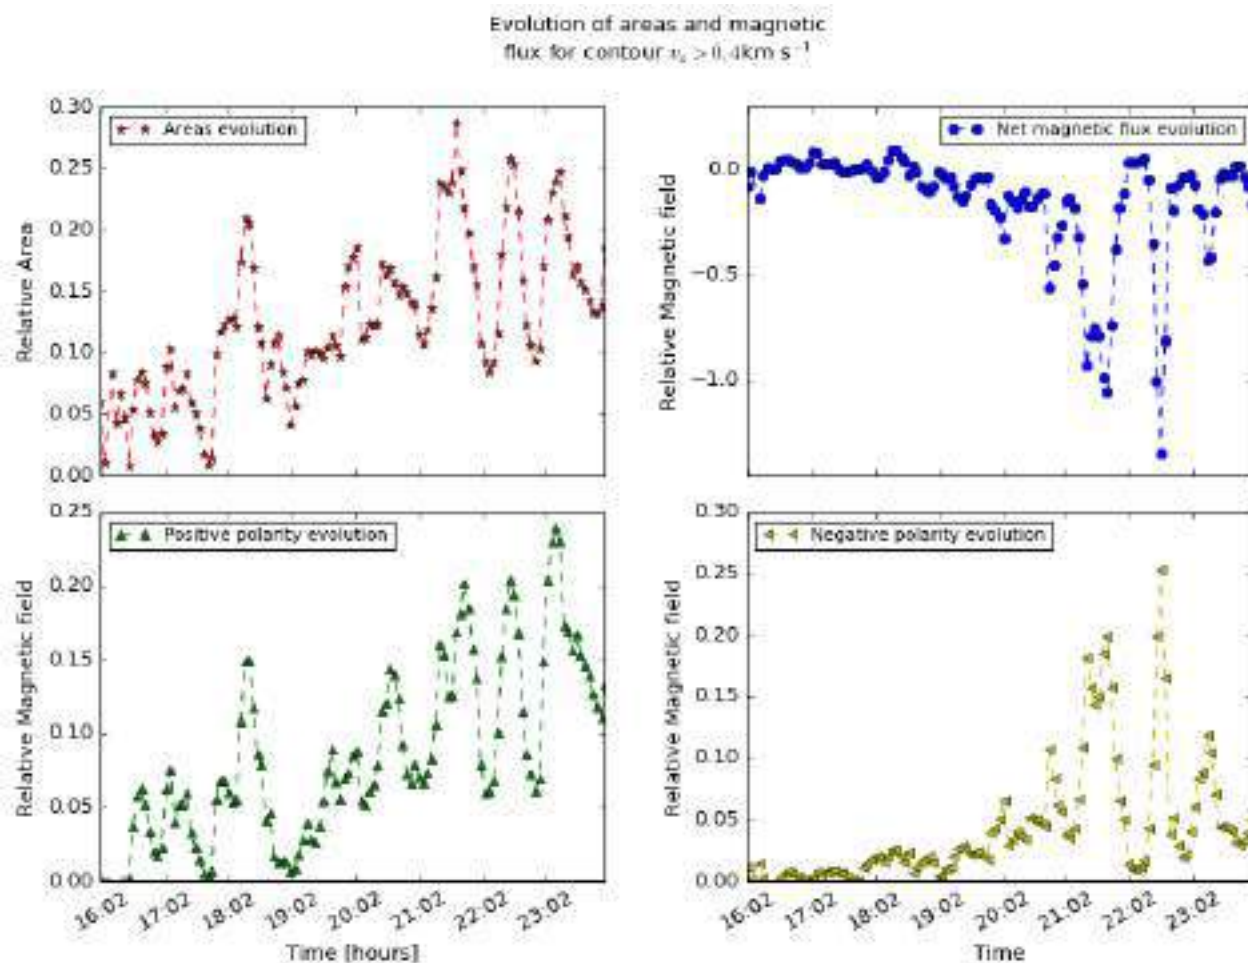 Evolution of areas and magnetic
flux for contour v_z > 0.4km s⁻¹
0.30
0.25
0.20
0.15
0.10
0.05
0.00
Relative Area
Areas evolution
0.0
−0.5
−1.0
Relative Magnetic field
Net magnetic flux evolution
0.25
0.20
0.15
0.10
0.05
0.00
Relative Magnetic field
Positive polarity evolution
16:02 17:02 18:02 19:02 20:02 21:02 22:02 23:02
Time [hours]
0.30
0.25
0.20
0.15
0.10
0.05
0.00
Relative Magnetic field
Negative polarity evolution
16:02 17:02 18:02 19:02 20:02 21:02 22:02 23:02
Time